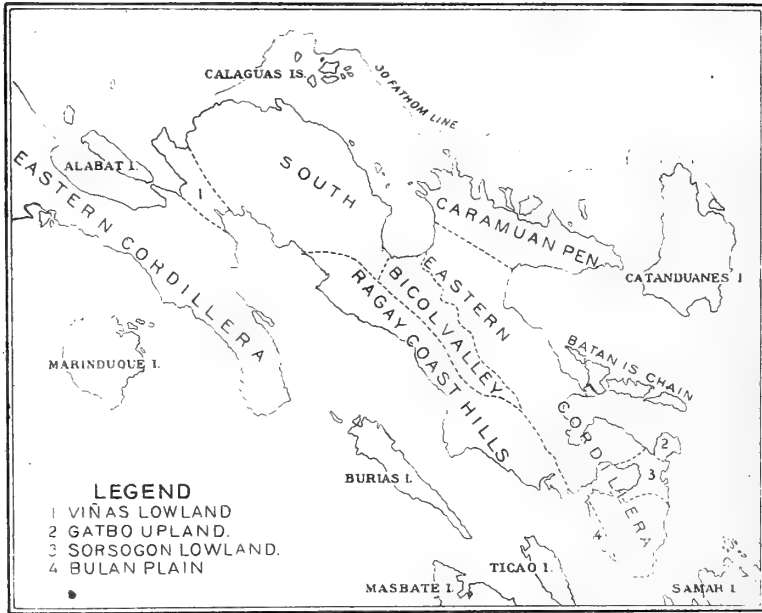 CALAGUAS IS.
30 FATHOM LINE
ALABAT I.
1
SOUTH
EASTERN CORDILLERA
CARAMUAN PEN
CATANDUANES I
EASTERN
BICOL VALLEY
RAGAY COAST HILLS
MARINDUQUE I.
BATAN IS CHAIN
CORDILLERA
2
3
4
BURIAS I.
LEGEND
1 VIÑAS LOWLAND
2 GATBO UPLAND.
3 SORSOGON LOWLAND.
4 BULAN PLAIN
MASBATE I.
TICAO I.
SAMAH I